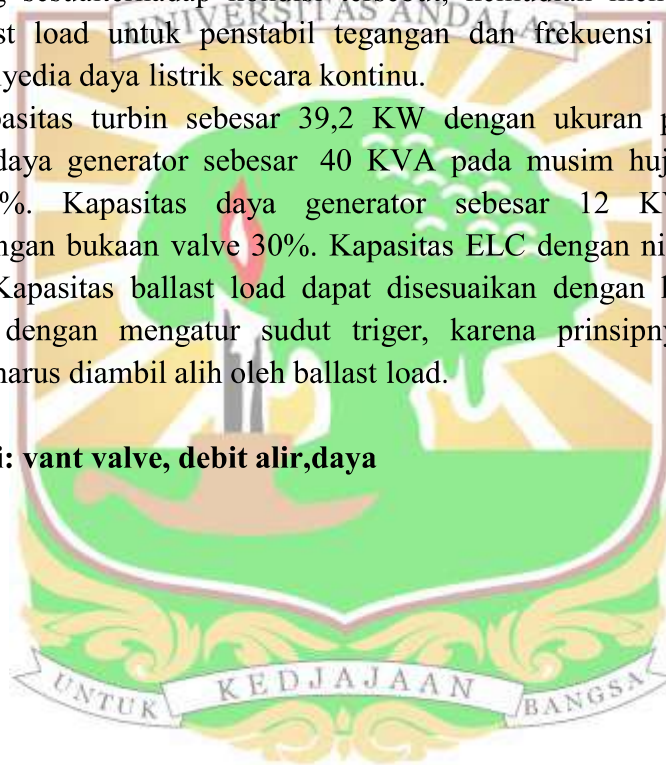 UNIVERSITAS ANDALAS
st load untuk penstabil tegangan dan frekuensi
yedia daya listrik secara kontinu.
asitas turbin sebesar 39,2 KW dengan ukuran p
daya generator sebesar 40 KVA pada musim huj
%. Kapasitas daya generator sebesar 12 K
ngan bukaan valve 30%. Kapasitas ELC dengan ni
Kapasitas ballast load dapat disesuaikan dengan
dengan mengatur sudut triger, karena prinsipny
harus diambil alih oleh ballast load.
i: vant valve, debit alir,daya
UNTUK KEDJAJAAN BANGSA